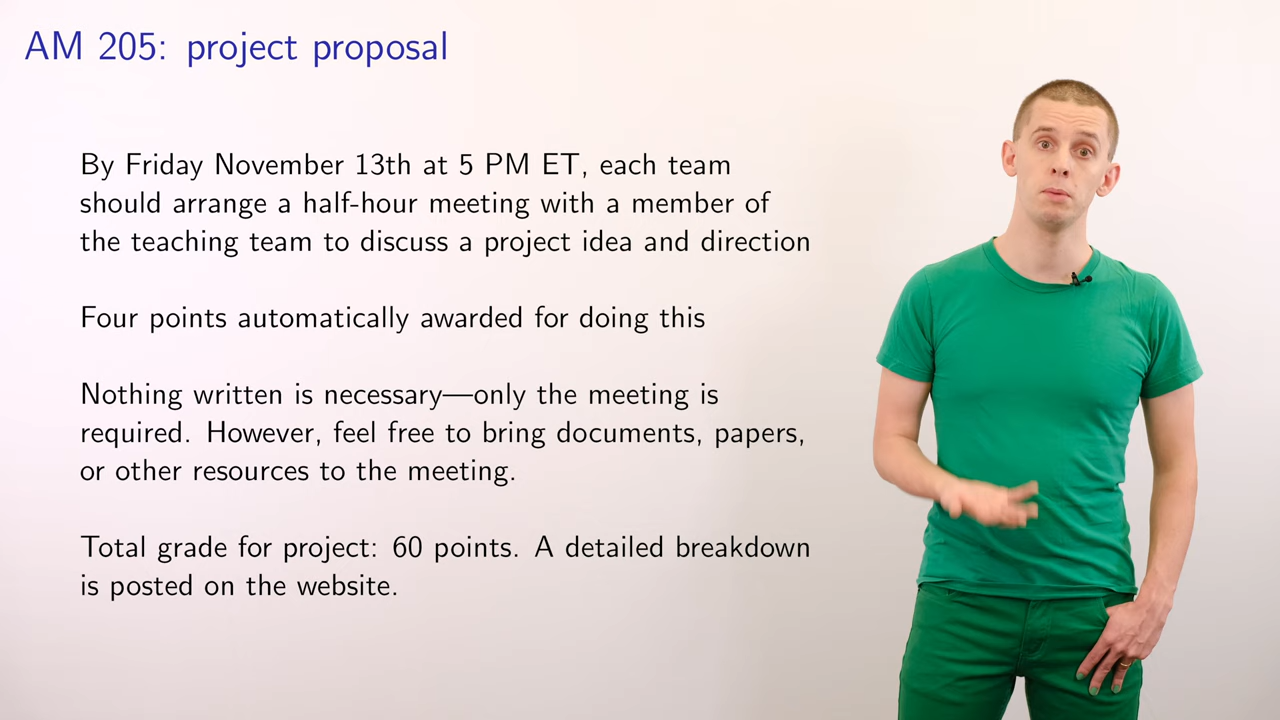 AM 205: project proposal
By Friday November 13th at 5 PM ET, each team
should arrange a half-hour meeting with a member of
the teaching team to discuss a project idea and direction
Four points automatically awarded for doing this
Nothing written is necessary—only the meeting is
required. However, feel free to bring documents, papers,
or other resources to the meeting.
Total grade for project: 60 points. A detailed breakdown
is posted on the website.